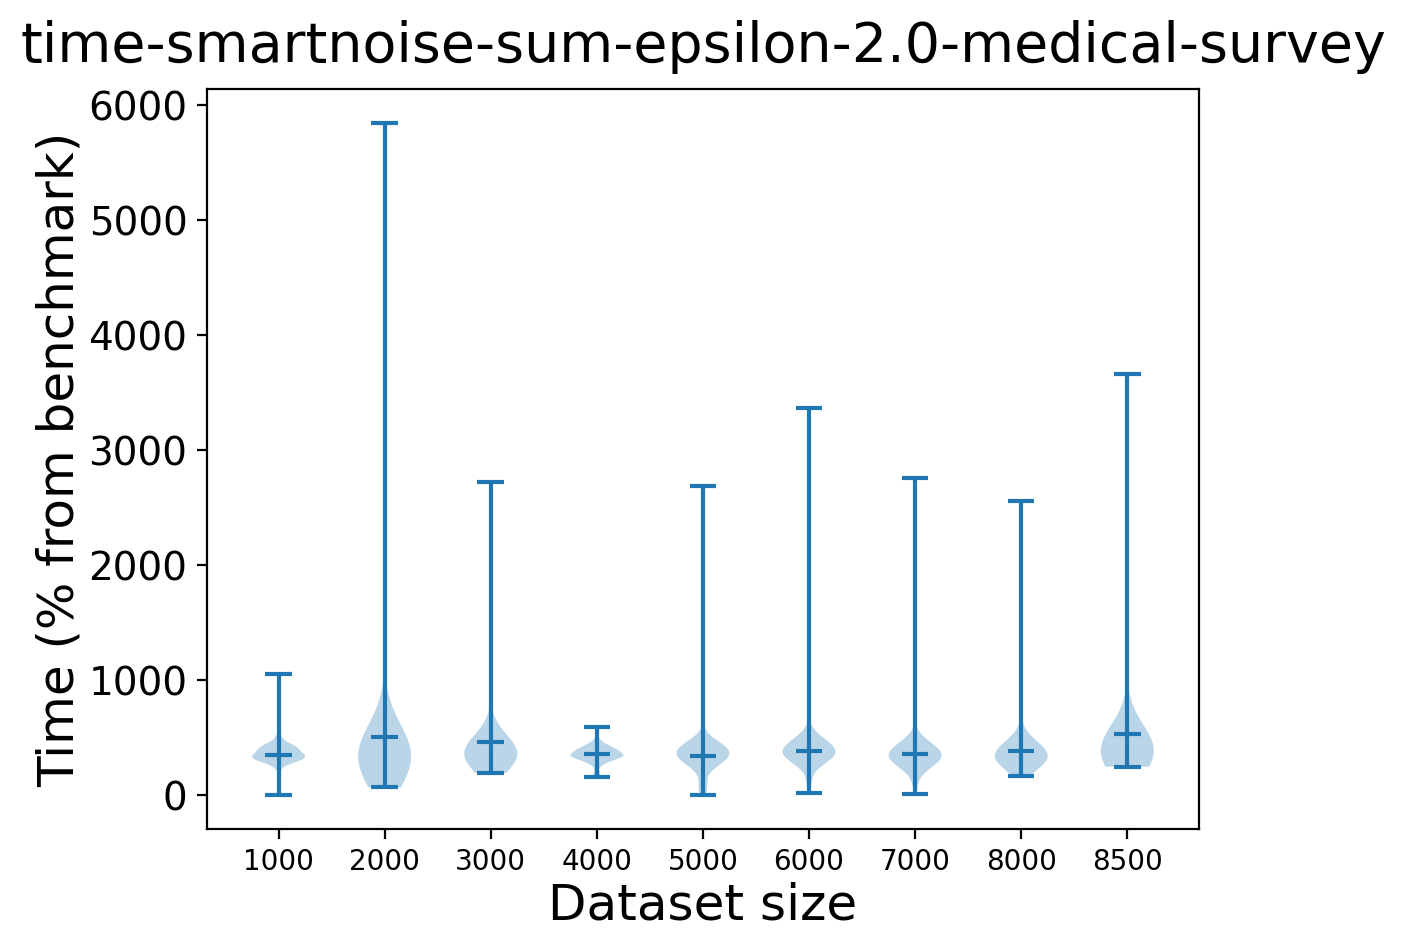 time-smartnoise-sum-epsilon-2.0-medical-survey
Time (% from benchmark)
6000
5000
4000
3000
2000
1000
0
1000 2000 3000 4000 5000 6000 7000 8000 8500
Dataset size